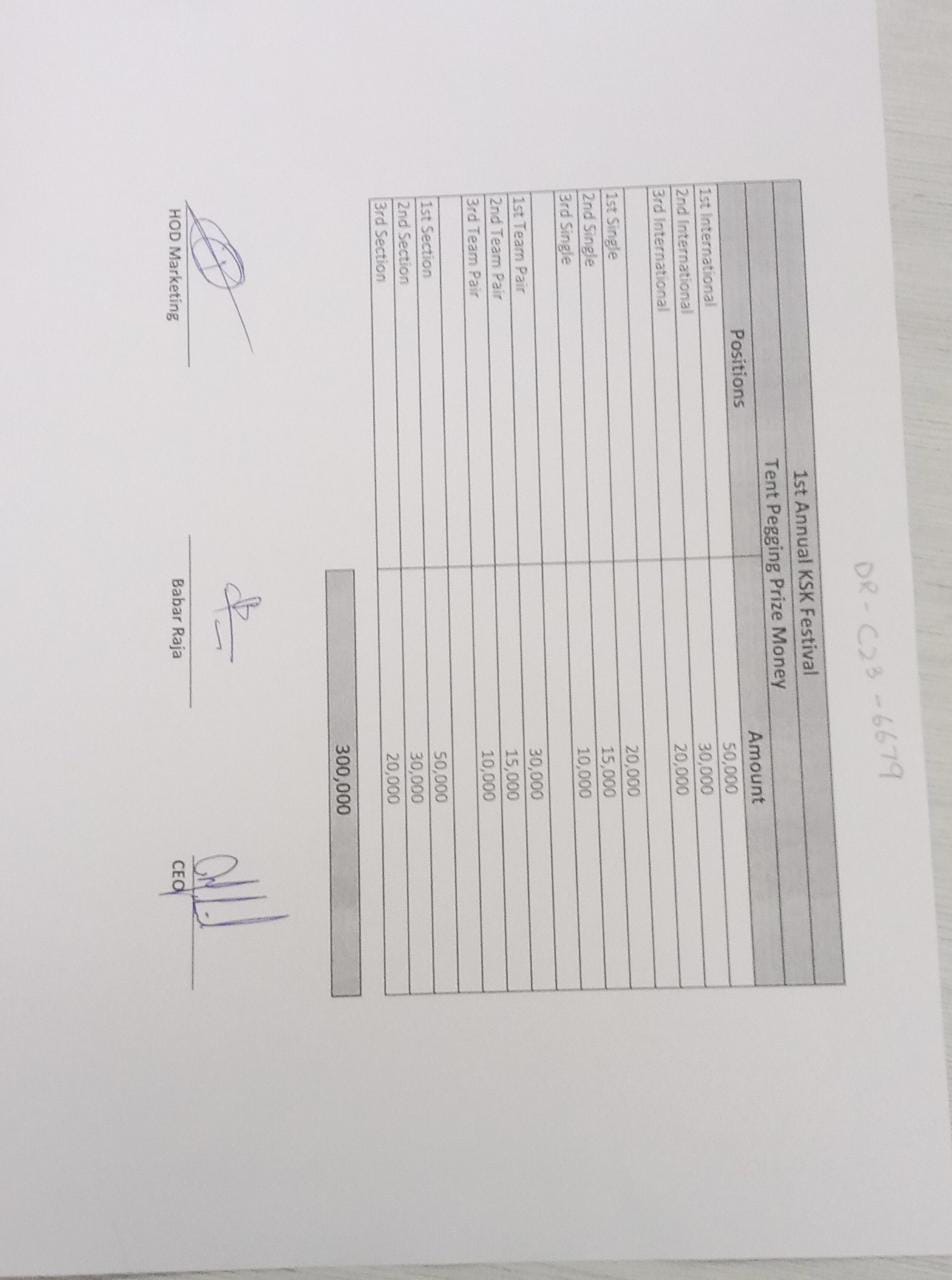 DR-C23-6679
1st Annual KSK Festival
Tent Pegging Prize Money
Positions Amount
1st International 50,000
2nd International 30,000
3rd International 20,000
1st Single 20,000
2nd Single 15,000
3rd Single 10,000
1st Team Pair 30,000
2nd Team Pair 15,000
3rd Team Pair 10,000
1st Section 50,000
2nd Section 30,000
3rd Section 20,000
300,000
HOD Marketing Babar Raja CEO